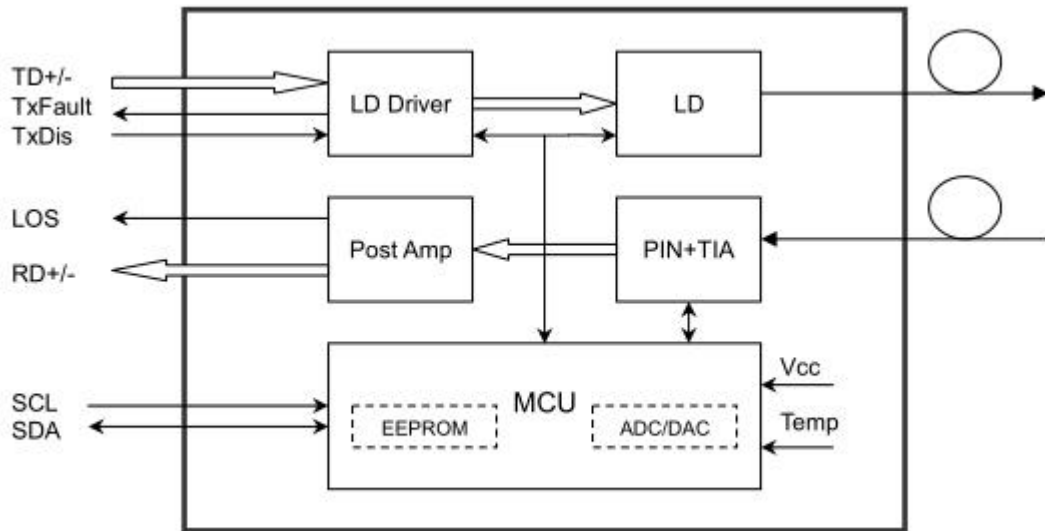 TD+/-
TxFault
TxDis
LD Driver
LD
LOS
RD+/-
Post Amp
PIN+TIA
SCL
SDA
MCU
EEPROM
ADC/DAC
Vcc
Temp